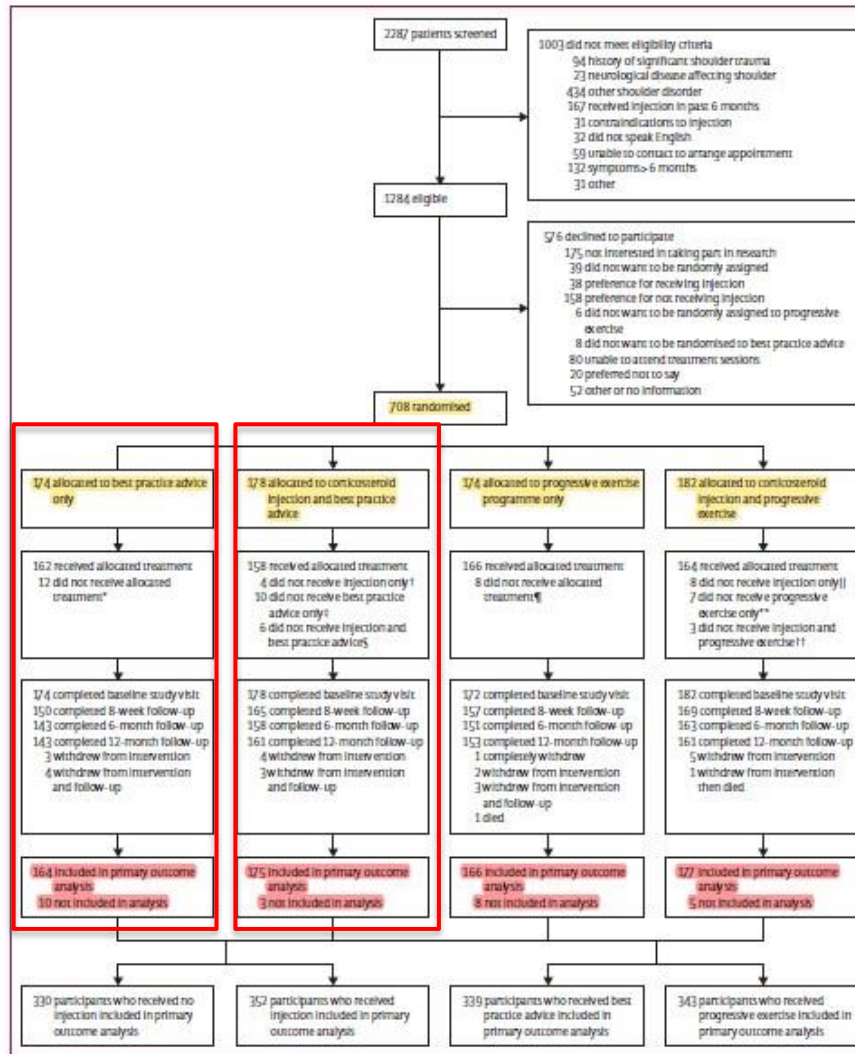 2287 patients screened
1003 did not meet eligibility criteria
94 history of significant shoulder trauma
23 neurological disease affecting shoulder
434 other shoulder disorder
167 received injection in past 6 months
31 contraindications to injection
32 did not speak English
59 unable to contact to arrange appointment
132 symptoms> 6 months
31 other
1284 eligible
576 declined to participate
175 not interested in taking part in research
39 did not want to be randomly assigned
38 preference for receiving injection
158 preference for not receiving injection
6 did not want to be randomly assigned to progressive
exercise
8 did not want to be randomised to best practice advice
80 unable to attend treatment sessions
20 preferred not to say
52 other or no information
708 randomised
174 allocated to best practice advice
only
178 allocated to corticosteroid
injection and best practice
advice
174 allocated to progressive exercise
programme only
182 allocated to corticosteroid
injection and progressive
exercise
162 received allocated treatment
12 did not receive allocated
treatment*
158 received allocated treatment
4 did not receive injection only†
10 did not receive best practice
advice only‡
6 did not receive injection and
best practice advice§
166 received allocated treatment
8 did not receive allocated
treatment¶
164 received allocated treatment
8 did not receive injection only||
7 did not receive progressive
exercise only**
3 did not receive injection and
progressive exercise††
174 completed baseline study visit
150 completed 8-week follow-up
143 completed 6-month follow-up
143 completed 12-month follow-up
3 withdrew from intervention
4 withdrew from intervention
and follow-up
178 completed baseline study visit
165 completed 8-week follow-up
158 completed 6-month follow-up
161 completed 12-month follow-up
4 withdrew from intervention
3 withdrew from intervention
and follow-up
172 completed baseline study visit
157 completed 8-week follow-up
151 completed 6-month follow-up
153 completed 12-month follow-up
1 completely withdrew
2 withdrew from intervention
3 withdrew from intervention
and follow-up
1 died
182 completed baseline study visit
169 completed 8-week follow-up
163 completed 6-month follow-up
161 completed 12-month follow-up
5 withdrew from intervention
1 withdrew from intervention
then died
164 included in primary outcome
analysis
10 not included in analysis
175 included in primary outcome
analysis
3 not included in analysis
166 included in primary outcome
analysis
8 not included in analysis
177 included in primary outcome
analysis
5 not included in analysis
330 participants who received no
injection included in primary
outcome analysis
352 participants who received
injection included in primary
outcome analysis
339 participants who received best
practice advice included in
primary outcome analysis
343 participants who received
progressive exercise included in
primary outcome analysis